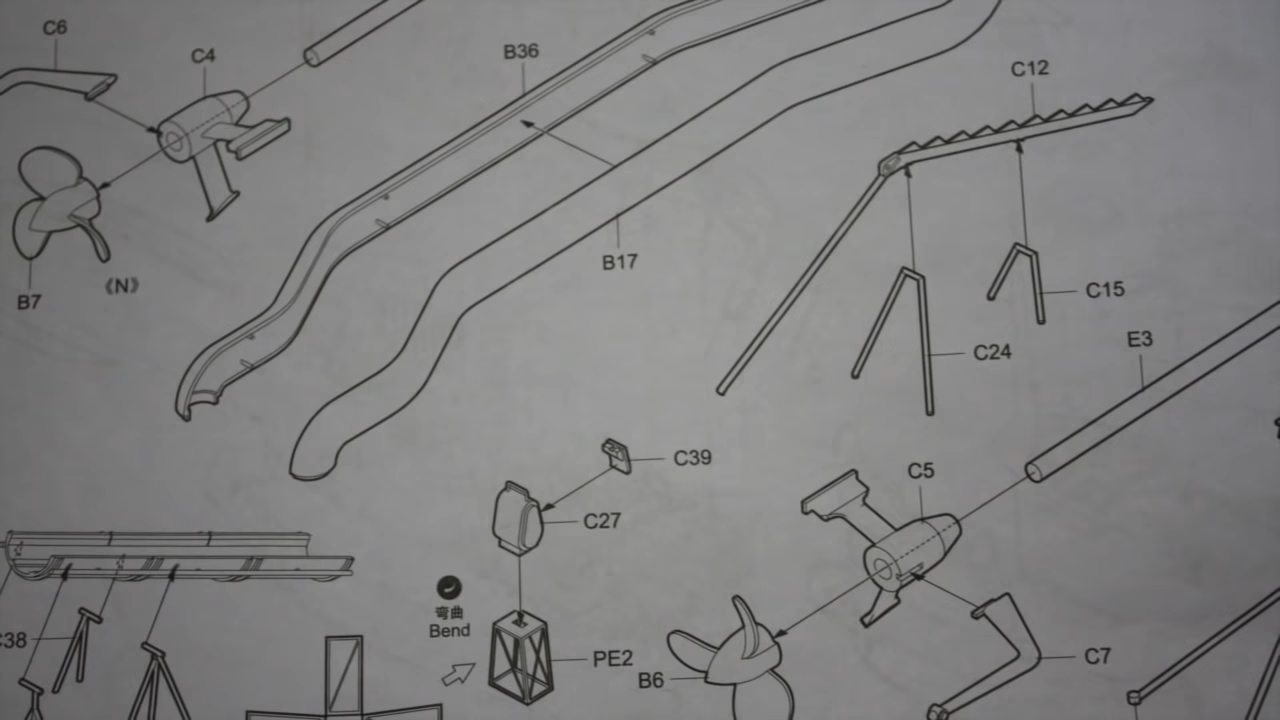 C6
C4
B36
C12
B17
B7
《N》
C15
C24
E3
C39
C5
C27
弯曲
Bend
C38
PE2
B6
C7